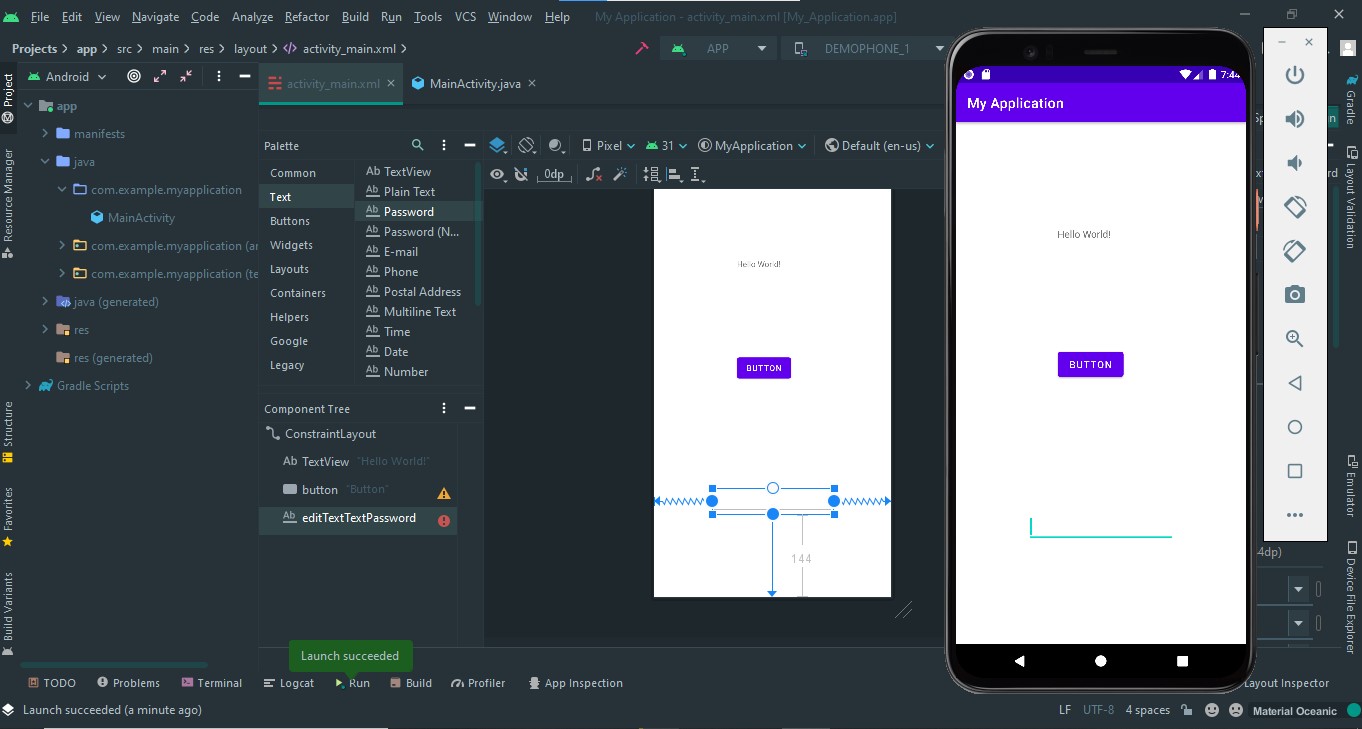 File Edit View Navigate Code Analyze Refactor Build Run Tools VCS Window Help My Application - activity_main.xml [My_Application.app]
Projects app src main res layout activity_main.xml APP DEMOPHONE_1
Android activity_main.xml MainActivity.java
Project
Resource Manager
Structure
Favorites
Build Variants
app
manifests
java
com.example.myapplication
MainActivity
com.example.myapplication (an
com.example.myapplication (te
java (generated)
res
res (generated)
Gradle Scripts
Palette
Common
Text
Buttons
Widgets
Layouts
Containers
Helpers
Google
Legacy
Ab TextView
Ab Plain Text
Ab Password
Ab Password (N...
Ab E-mail
Ab Phone
Ab Postal Address
Ab Multiline Text
Ab Time
Ab Date
Ab Number
Component Tree
ConstraintLayout
Ab TextView "Hello World!"
button "Button"
Ab editTextTextPassword
Pixel 31 MyApplication Default (en-us)
0dp
Hello World!
BUTTON
144
7:44
My Application
Hello World!
BUTTON
4dp)
Gradle
Layout Validation
Emulator
Device File Explorer
Launch succeeded
TODO Problems Terminal Logcat Run Build Profiler App Inspection Layout Inspector
Launch succeeded (a minute ago) LF UTF-8 4 spaces Material Oceanic